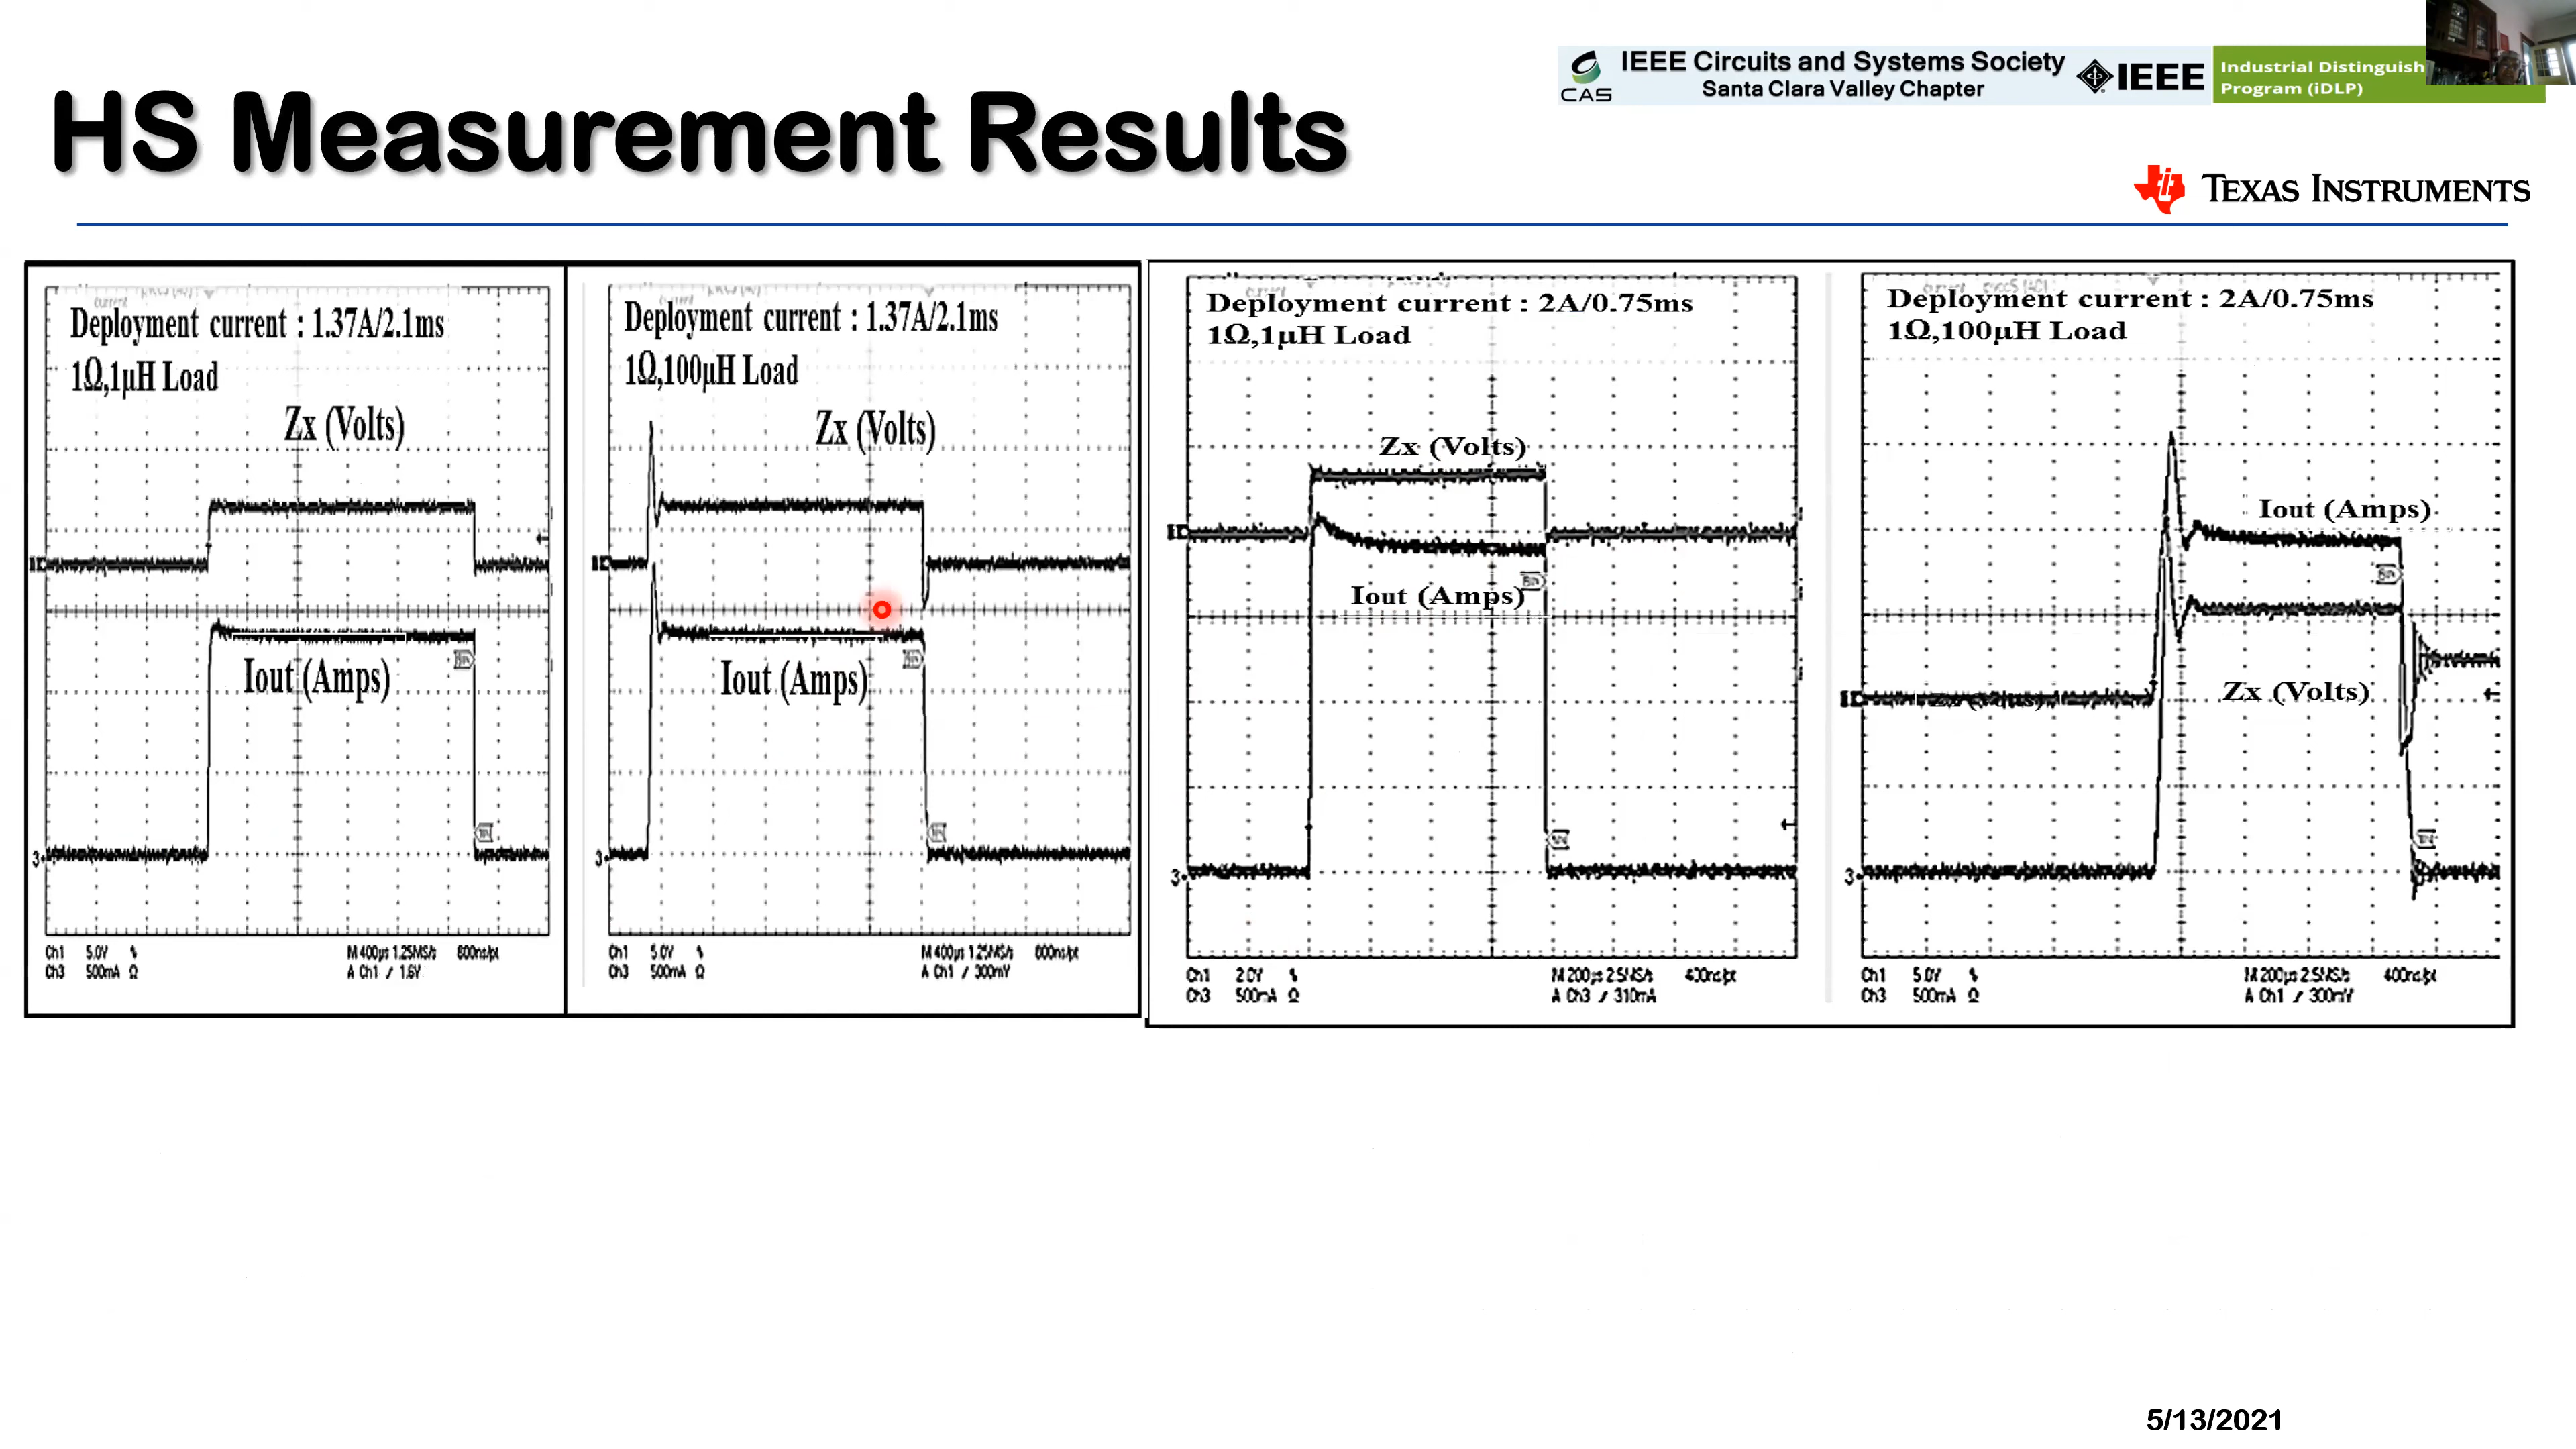 IEEE Circuits and Systems Society
Santa Clara Valley Chapter
CAS
IEEE
Industrial Distinguish
Program (iDLP)
HS Measurement Results
TEXAS INSTRUMENTS
Deployment current : 1.37A/2.1ms
1Ω,1µH Load
Zx (Volts)
Iout (Amps)
3
Ch1 5.0V
Ch3 500mA Ω
M 400µs 1.25MS/s 800ns/pt
A Ch1 / 1.6V
Deployment current : 1.37A/2.1ms
1Ω,100µH Load
Zx (Volts)
Iout (Amps)
3
Ch1 5.0V
Ch3 500mA Ω
M 400µs 1.25MS/s 800ns/pt
A Ch1 / 300mV
Deployment current : 2A/0.75ms
1Ω,1µH Load
Zx (Volts)
Iout (Amps)
3
Ch1 2.0V
Ch3 500mA Ω
M 200µs 2.5MS/s 400ns/pt
A Ch3 / 310mA
Deployment current : 2A/0.75ms
1Ω,100µH Load
Iout (Amps)
Zx (Volts)
3
Ch1 5.0V
Ch3 500mA Ω
M 200µs 2.5MS/s 400ns/pt
A Ch1 / 300mV
5/13/2021